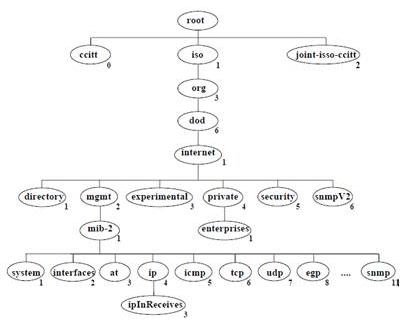 root
ccitt iso joint-isso-ccitt
0 1 2
org
3
dod
6
internet
1
directory mgmt experimental private security snmpV2
1 2 3 4 5 6
mib-2 enterprises
1 1
system interfaces at ip icmp tcp udp egp .... snmp
1 2 3 4 5 6 7 8 11
ipInReceives
3